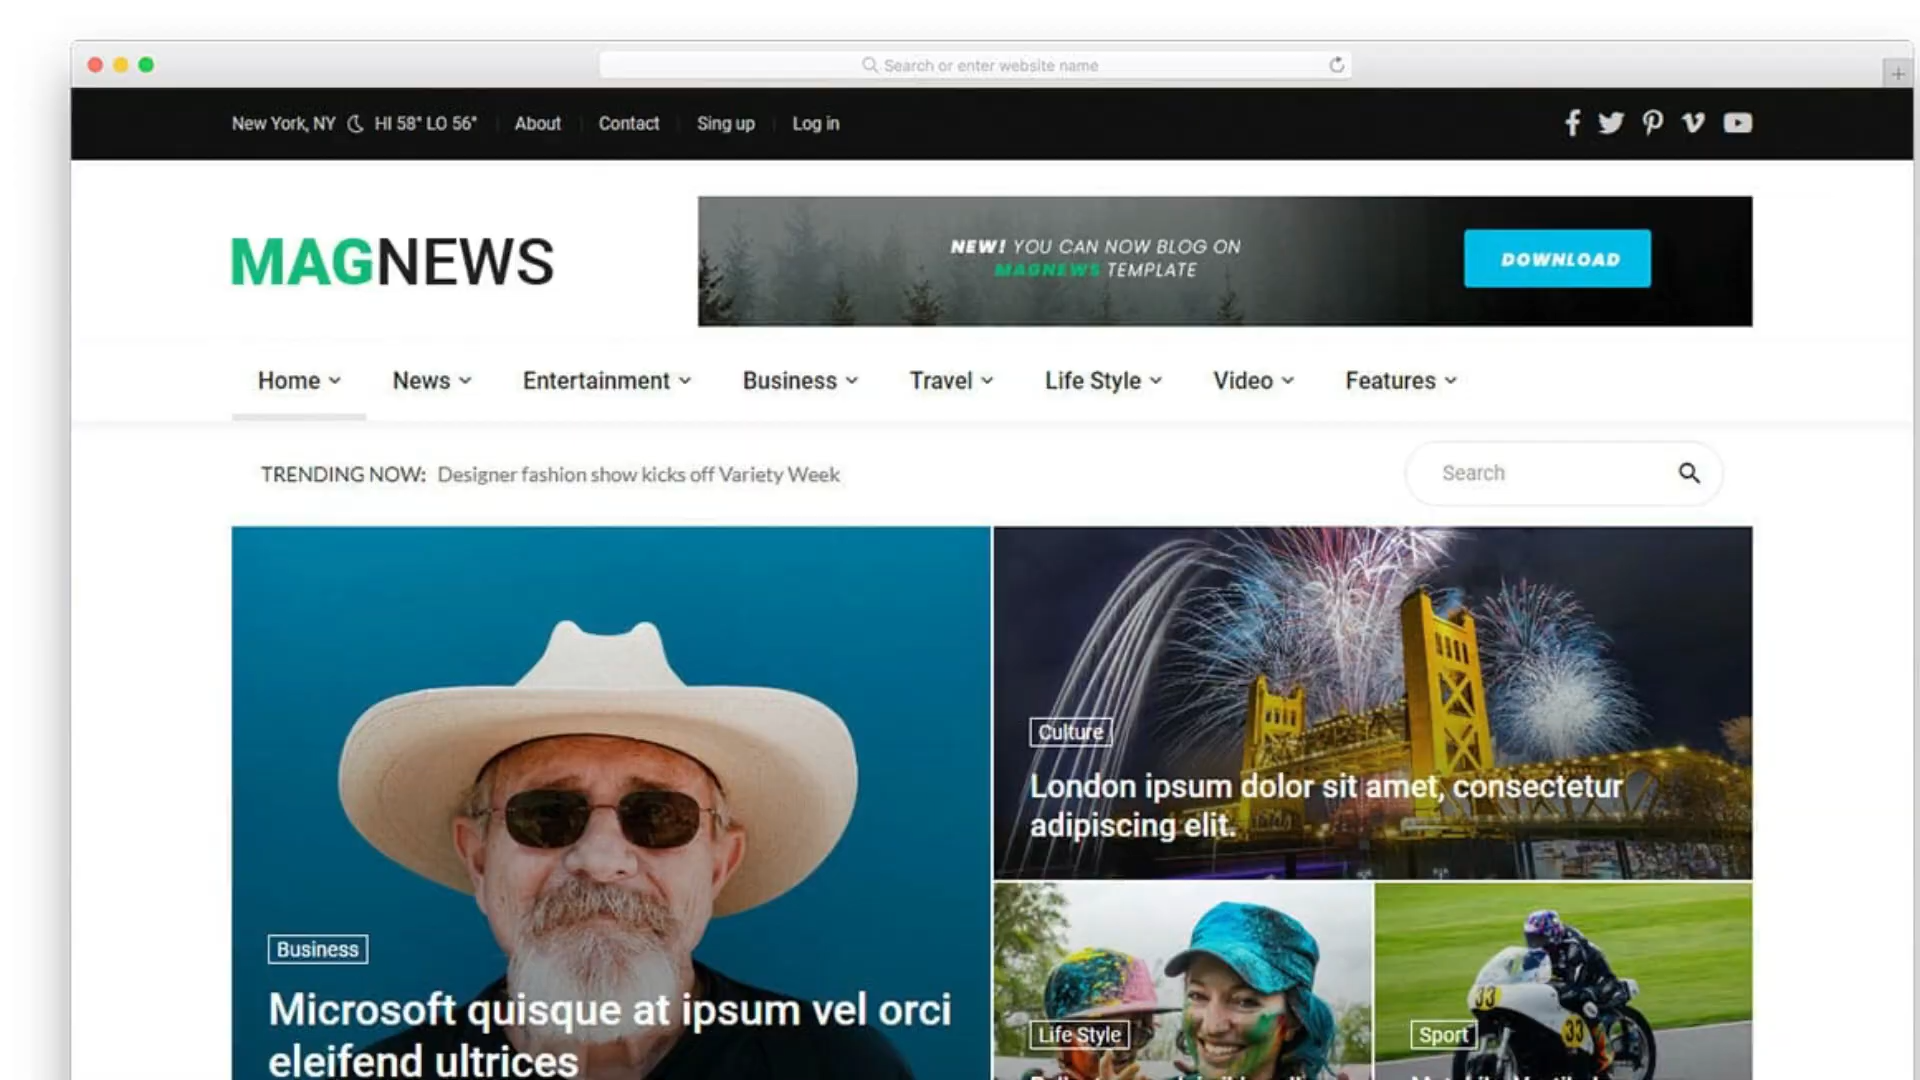 Search or enter website name
New York, NY HI 58° LO 56° About Contact Sing up Log in
MAGNEWS
NEW! YOU CAN NOW BLOG ON
MAGNEWS TEMPLATE
DOWNLOAD
Home News Entertainment Business Travel Life Style Video Features
TRENDING NOW: Designer fashion show kicks off Variety Week
Search
Culture
London ipsum dolor sit amet, consectetur
adipiscing elit.
Business
Microsoft quisque at ipsum vel orci
eleifend ultrices
Life Style
Sport
33
33